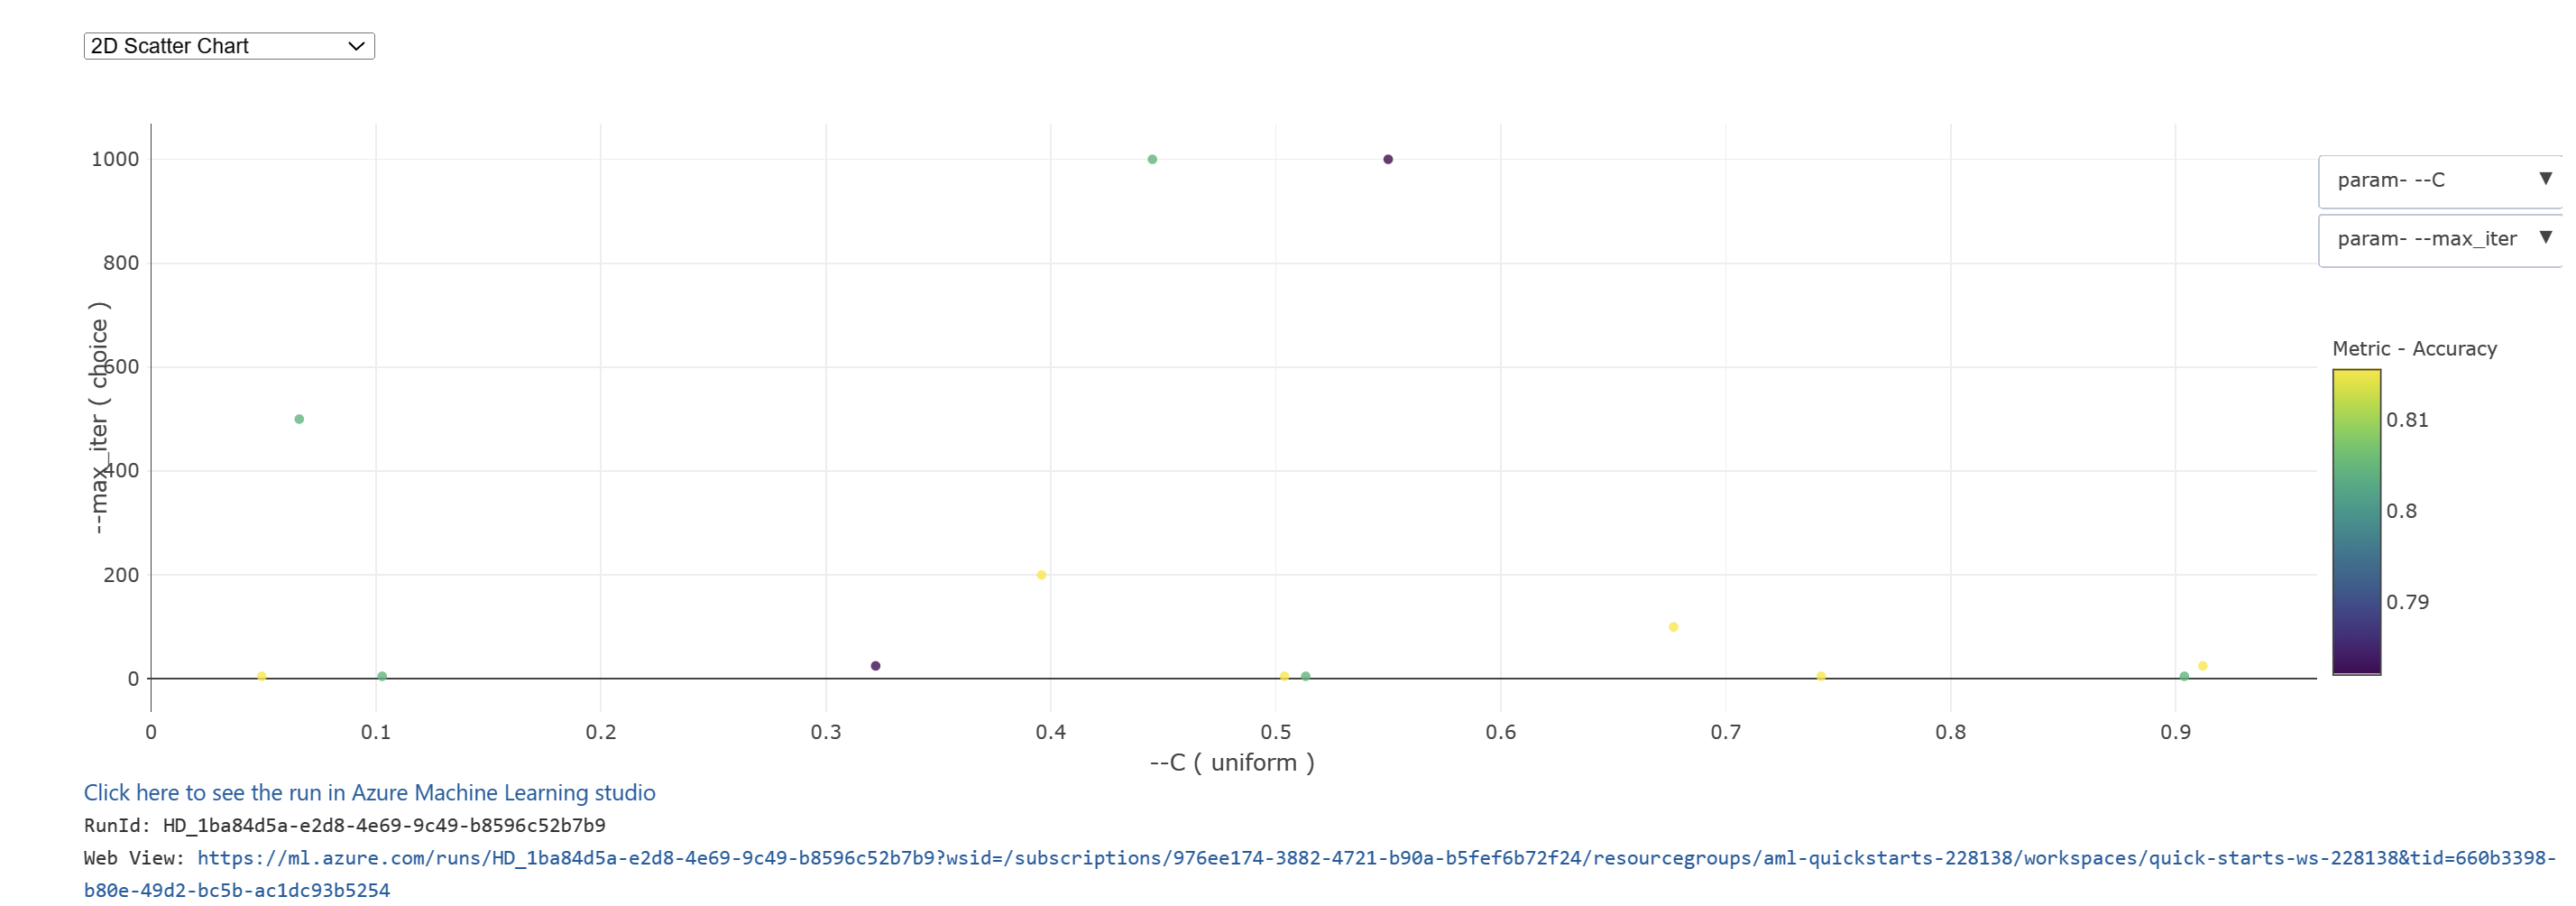 2D Scatter Chart
1000
800
600
400
200
0
--max_iter ( choice )
0 0.1 0.2 0.3 0.4 0.5 0.6 0.7 0.8 0.9
--C ( uniform )
param- --C ▼
param- --max_iter ▼
Metric - Accuracy
0.81
0.8
0.79
Click here to see the run in Azure Machine Learning studio
RunId: HD_1ba84d5a-e2d8-4e69-9c49-b8596c52b7b9
Web View: https://ml.azure.com/runs/HD_1ba84d5a-e2d8-4e69-9c49-b8596c52b7b9?wsid=/subscriptions/976ee174-3882-4721-b90a-b5fef6b72f24/resourcegroups/aml-quickstarts-228138/workspaces/quick-starts-ws-228138&tid=660b3398-
b80e-49d2-bc5b-ac1dc93b5254